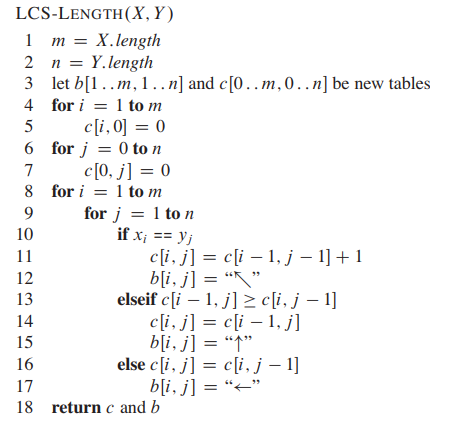 LCS-LENGTH(X, Y)
1 m = X.length
2 n = Y.length
3 let b[1..m, 1..n] and c[0..m, 0..n] be new tables
4 for i = 1 to m
5 c[i, 0] = 0
6 for j = 0 to n
7 c[0, j] = 0
8 for i = 1 to m
9 for j = 1 to n
10 if xᵢ == yⱼ
11 c[i, j] = c[i − 1, j − 1] + 1
12 b[i, j] = “↖”
13 elseif c[i − 1, j] ≥ c[i, j − 1]
14 c[i, j] = c[i − 1, j]
15 b[i, j] = “↑”
16 else c[i, j] = c[i, j − 1]
17 b[i, j] = “←”
18 return c and b